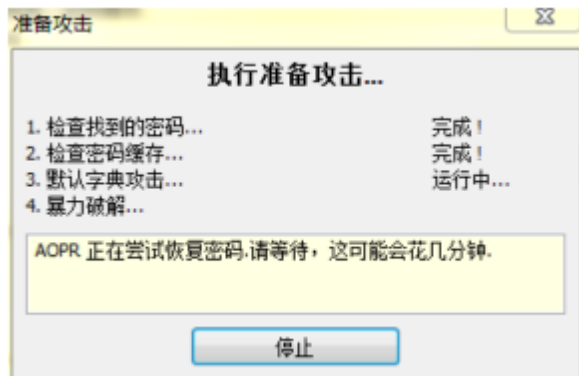 准备攻击
执行准备攻击...
1. 检查找到的密码... 完成!
2. 检查密码缓存... 完成!
3. 默认字典攻击... 运行中...
4. 暴力破解...
AOPR 正在尝试恢复密码.请等待，这可能会花几分钟.
停止